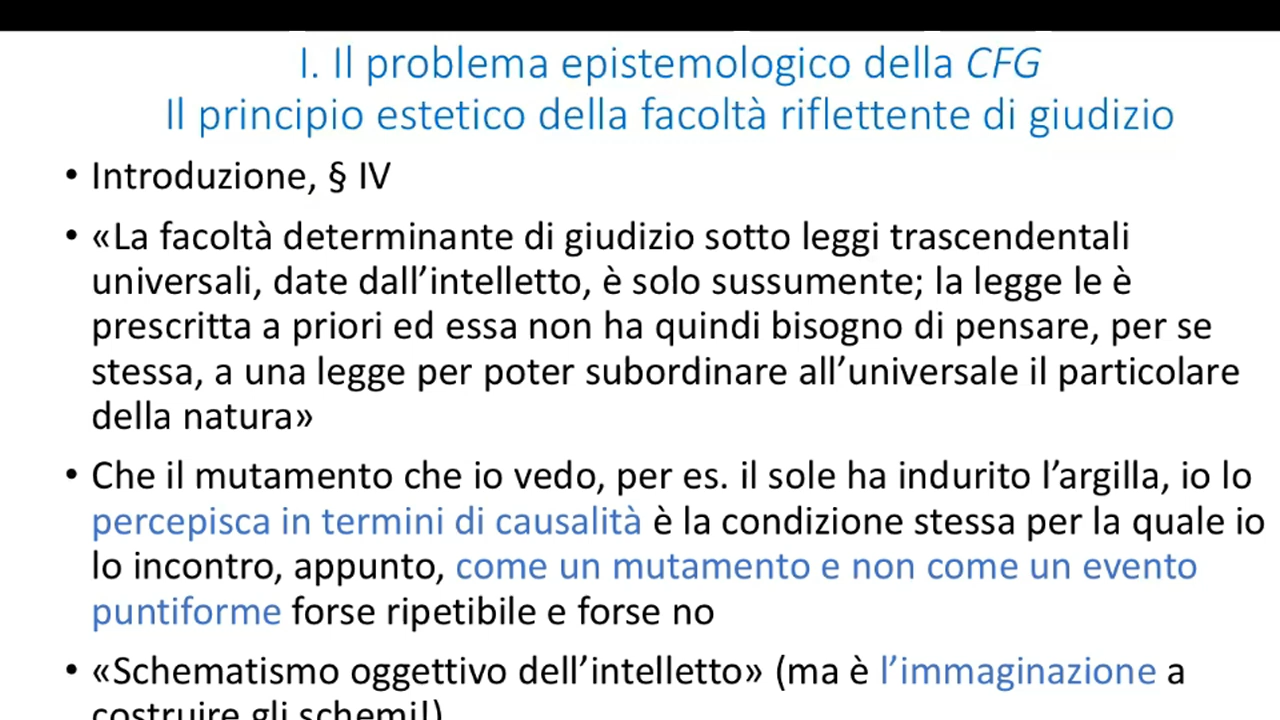 I. Il problema epistemologico della CFG
Il principio estetico della facoltà riflettente di giudizio
• Introduzione, § IV
• «La facoltà determinante di giudizio sotto leggi trascendentali
universali, date dall’intelletto, è solo sussumente; la legge le è
prescritta a priori ed essa non ha quindi bisogno di pensare, per se
stessa, a una legge per poter subordinare all’universale il particolare
della natura»
• Che il mutamento che io vedo, per es. il sole ha indurito l’argilla, io lo
percepisca in termini di causalità è la condizione stessa per la quale io
lo incontro, appunto, come un mutamento e non come un evento
puntiforme forse ripetibile e forse no
• «Schematismo oggettivo dell’intelletto» (ma è l’immaginazione a
costruire gli schemi!)